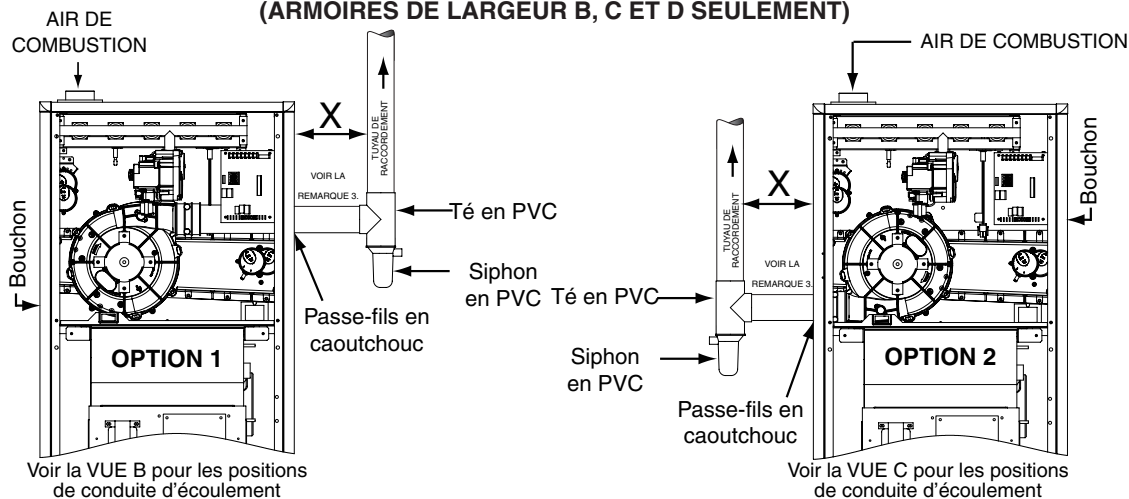 (ARMOIRES DE LARGEUR B, C ET D SEULEMENT)
AIR DE
COMBUSTION
X
TUYAU DE
RACCORDEMENT
VOIR LA
REMARQUE 3.
Té en PVC
Siphon
en PVC
Passe-fils en
caoutchouc
Bouchon
OPTION 1
Voir la VUE B pour les positions
de conduite d'écoulement
AIR DE COMBUSTION
X
TUYAU DE
RACCORDEMENT
VOIR LA
REMARQUE 3.
Té en PVC
Siphon
en PVC
Passe-fils en
caoutchouc
Bouchon
OPTION 2
Voir la VUE C pour les positions
de conduite d'écoulement